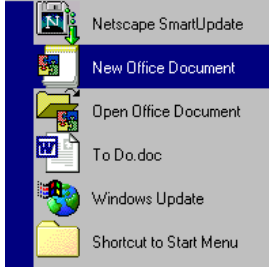 Netscape SmartUpdate
New Office Document
Open Office Document
To Do.doc
Windows Update
Shortcut to Start Menu